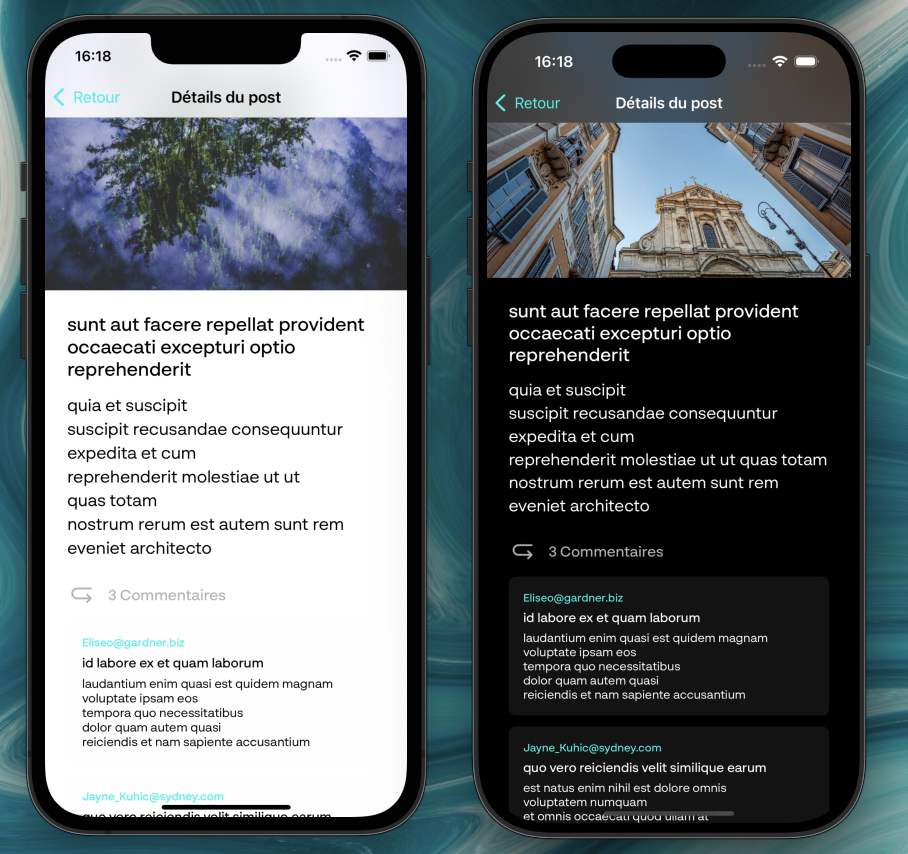 16:18
Retour
Détails du post
sunt aut facere repellat provident
occaecati excepturi optio
reprehenderit
quia et suscipit
suscipit recusandae consequuntur
expedita et cum
reprehenderit molestiae ut ut
quas totam
nostrum rerum est autem sunt rem
eveniet architecto
3 Commentaires
Eliseo@gardner.biz
id labore ex et quam laborum
laudantium enim quasi est quidem magnam
voluptate ipsam eos
tempora quo necessitatibus
dolor quam autem quasi
reiciendis et nam sapiente accusantium
Jayne_Kuhic@sydney.com
quo vero reiciendis velit similique earum
16:18
Retour
Détails du post
sunt aut facere repellat provident
occaecati excepturi optio
reprehenderit
quia et suscipit
suscipit recusandae consequuntur
expedita et cum
reprehenderit molestiae ut ut quas totam
nostrum rerum est autem sunt rem
eveniet architecto
3 Commentaires
Eliseo@gardner.biz
id labore ex et quam laborum
laudantium enim quasi est quidem magnam
voluptate ipsam eos
tempora quo necessitatibus
dolor quam autem quasi
reiciendis et nam sapiente accusantium
Jayne_Kuhic@sydney.com
quo vero reiciendis velit similique earum
est natus enim nihil est dolore omnis
voluptatem numquam
et omnis occaecati quod ullam at